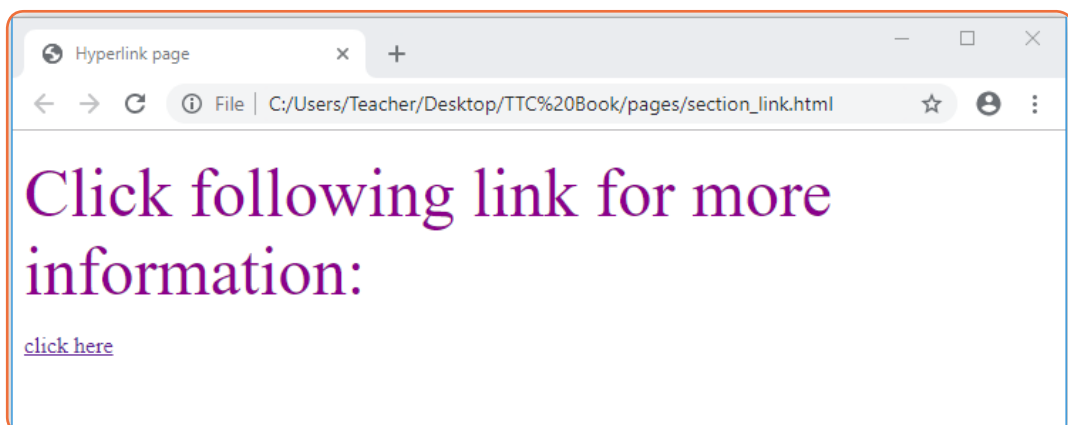 Hyperlink page
File C:/Users/Teacher/Desktop/TTC%20Book/pages/section_link.html
Click following link for more
information:
click here